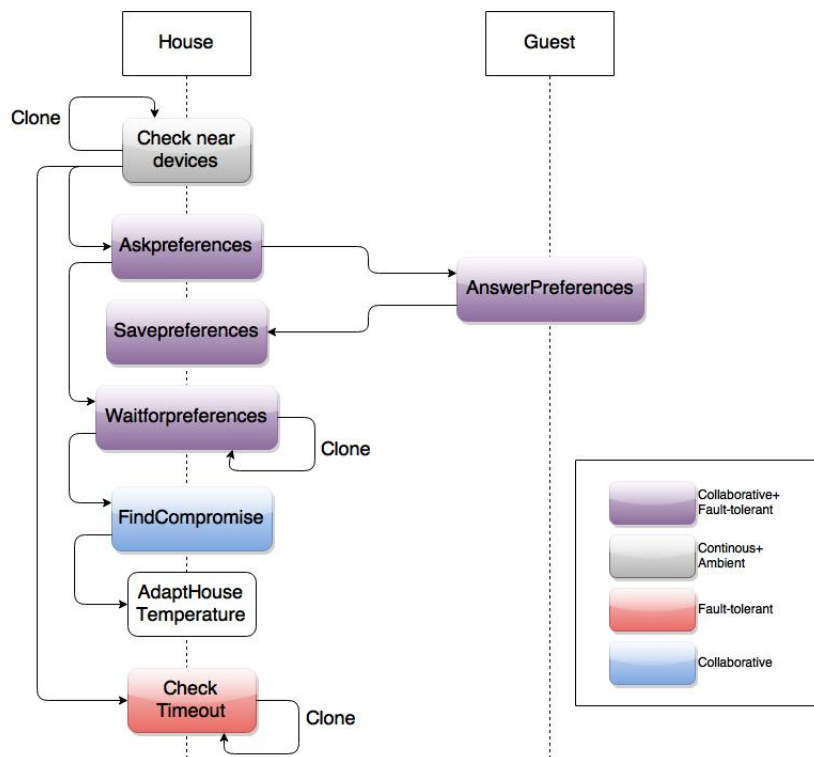 House
Guest
Clone
Check near
devices
Askpreferences
AnswerPreferences
Savepreferences
Waitforpreferences
Clone
FindCompromise
AdaptHouse
Temperature
Check
Timeout
Clone
Collaborative+
Fault-tolerant
Continous+
Ambient
Fault-tolerant
Collaborative